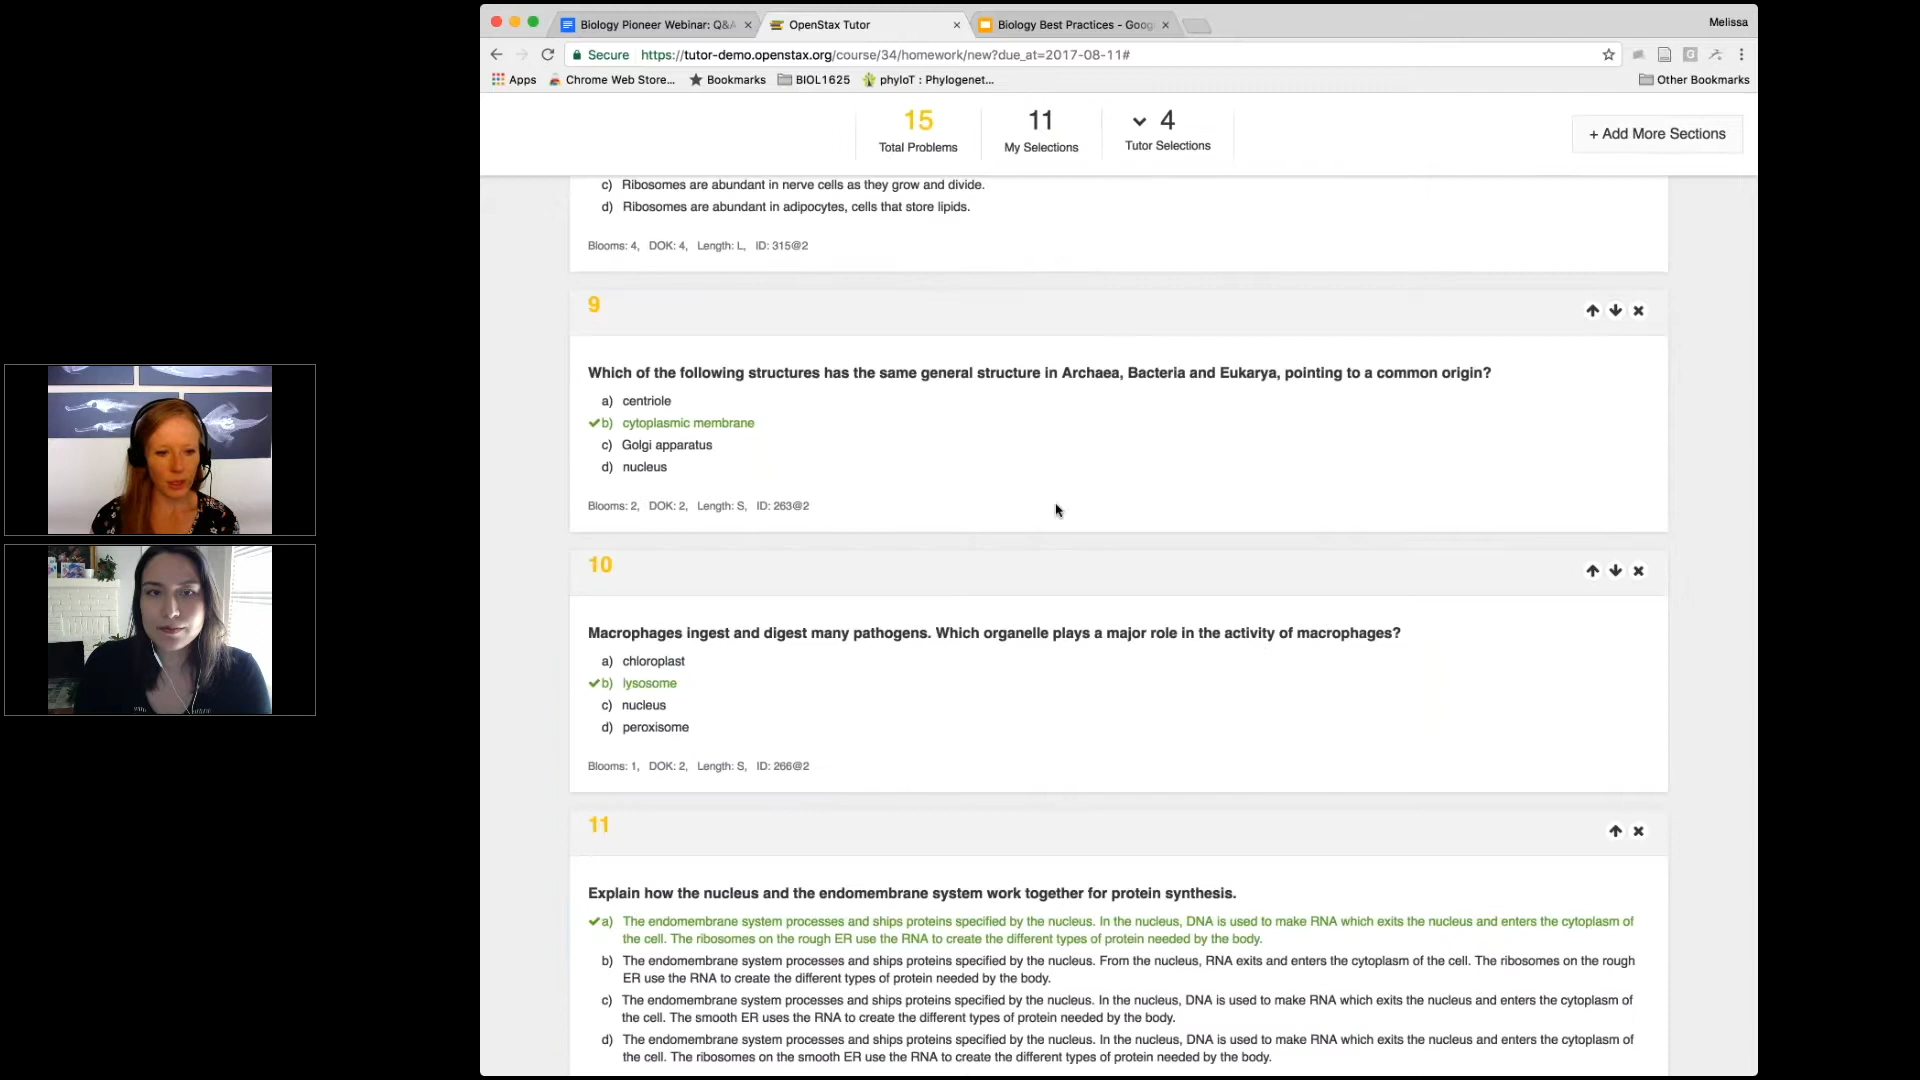 Biology Pioneer Webinar: Q&A
OpenStax Tutor
Biology Best Practices - Goog
Melissa
Secure https://tutor-demo.openstax.org/course/34/homework/new?due_at=2017-08-11#
Apps Chrome Web Store... Bookmarks BIOL1625 phyloT : Phylogenet... Other Bookmarks
15 11 4
Total Problems My Selections Tutor Selections
+ Add More Sections
c) Ribosomes are abundant in nerve cells as they grow and divide.
d) Ribosomes are abundant in adipocytes, cells that store lipids.
Blooms: 4, DOK: 4, Length: L, ID: 315@2
9
Which of the following structures has the same general structure in Archaea, Bacteria and Eukarya, pointing to a common origin?
a) centriole
b) cytoplasmic membrane
c) Golgi apparatus
d) nucleus
Blooms: 2, DOK: 2, Length: S, ID: 263@2
10
Macrophages ingest and digest many pathogens. Which organelle plays a major role in the activity of macrophages?
a) chloroplast
b) lysosome
c) nucleus
d) peroxisome
Blooms: 1, DOK: 2, Length: S, ID: 266@2
11
Explain how the nucleus and the endomembrane system work together for protein synthesis.
a) The endomembrane system processes and ships proteins specified by the nucleus. In the nucleus, DNA is used to make RNA which exits the nucleus and enters the cytoplasm of
the cell. The ribosomes on the rough ER use the RNA to create the different types of protein needed by the body.
b) The endomembrane system processes and ships proteins specified by the nucleus. From the nucleus, RNA exits and enters the cytoplasm of the cell. The ribosomes on the rough
ER use the RNA to create the different types of protein needed by the body.
c) The endomembrane system processes and ships proteins specified by the nucleus. In the nucleus, DNA is used to make RNA which exits the nucleus and enters the cytoplasm of
the cell. The smooth ER uses the RNA to create the different types of protein needed by the body.
d) The endomembrane system processes and ships proteins specified by the nucleus. In the nucleus, DNA is used to make RNA which exits the nucleus and enters the cytoplasm of
the cell. The ribosomes on the smooth ER use the RNA to create the different types of protein needed by the body.